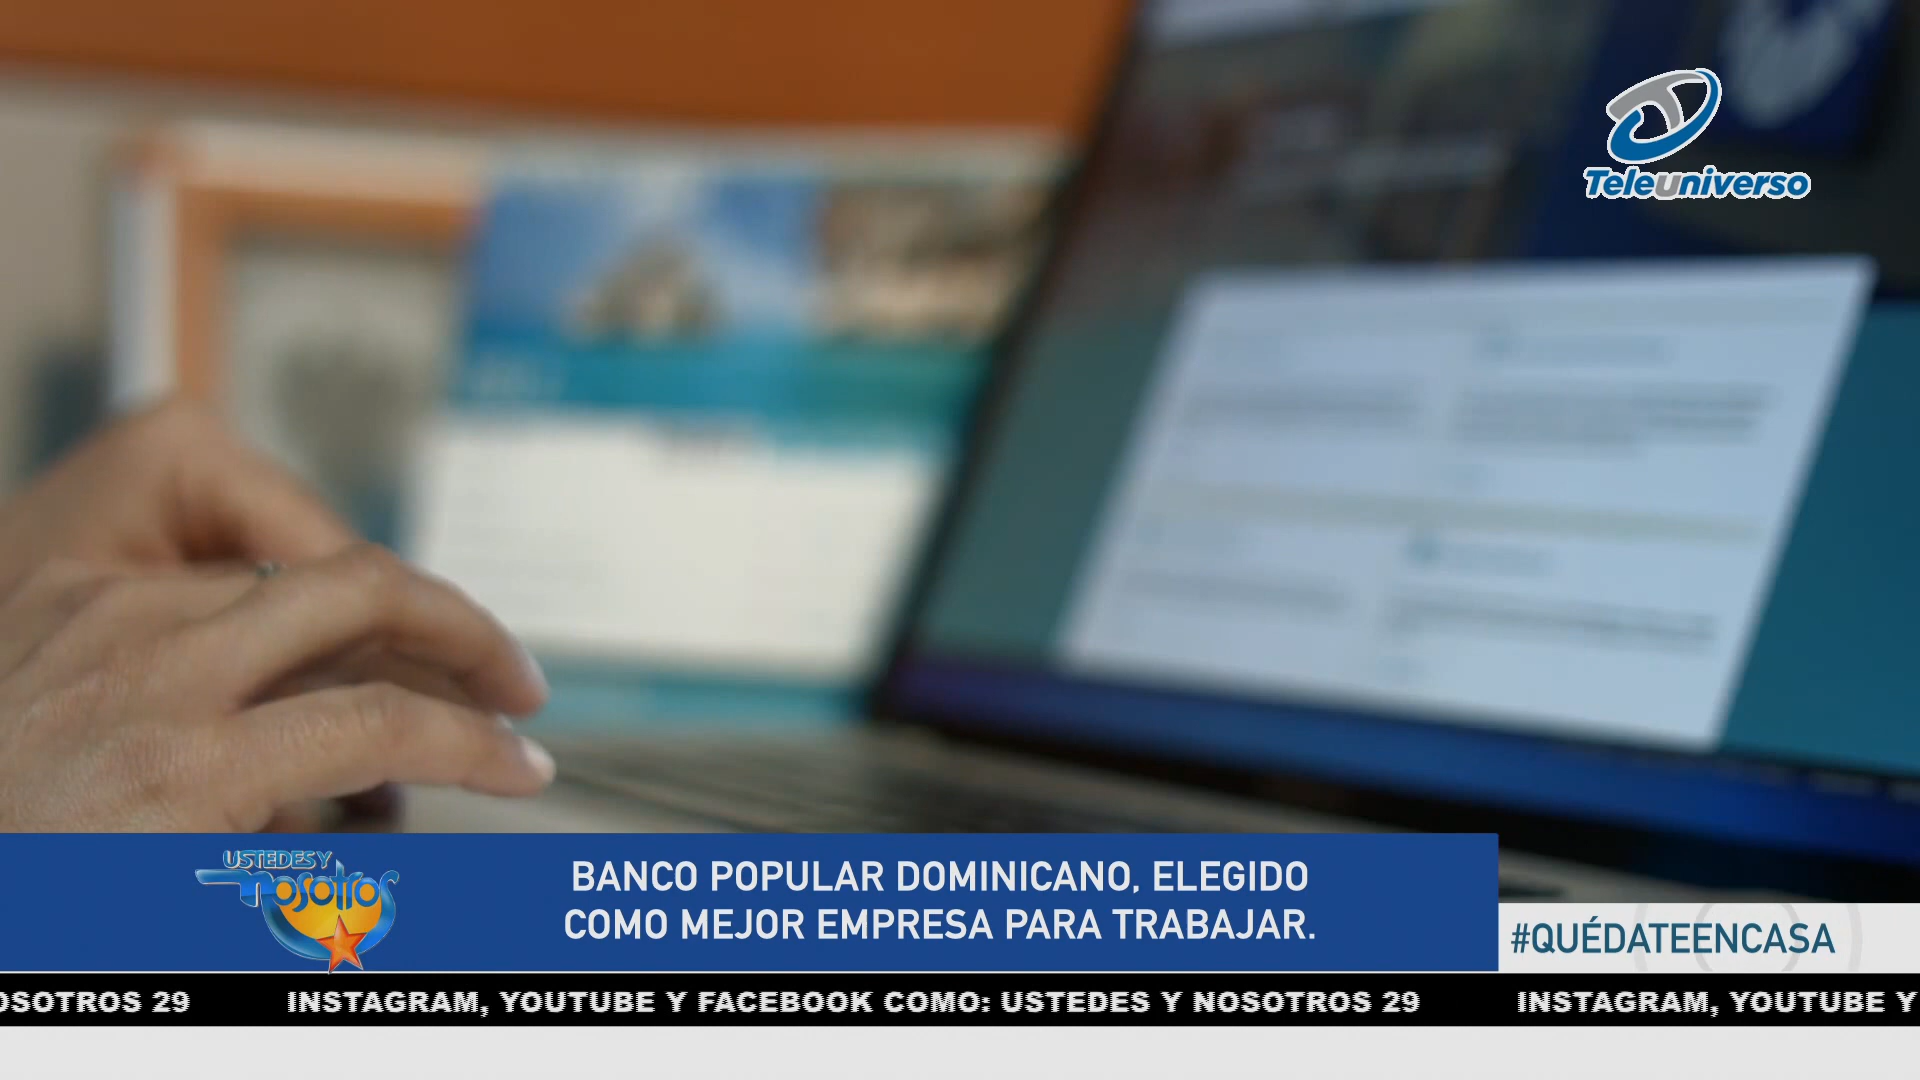 Teleuniverso
USTEDES Y
nosotros
BANCO POPULAR DOMINICANO, ELEGIDO
COMO MEJOR EMPRESA PARA TRABAJAR.
#QUÉDATEENCASA
OSOTROS 29 INSTAGRAM, YOUTUBE Y FACEBOOK COMO: USTEDES Y NOSOTROS 29 INSTAGRAM, YOUTUBE Y